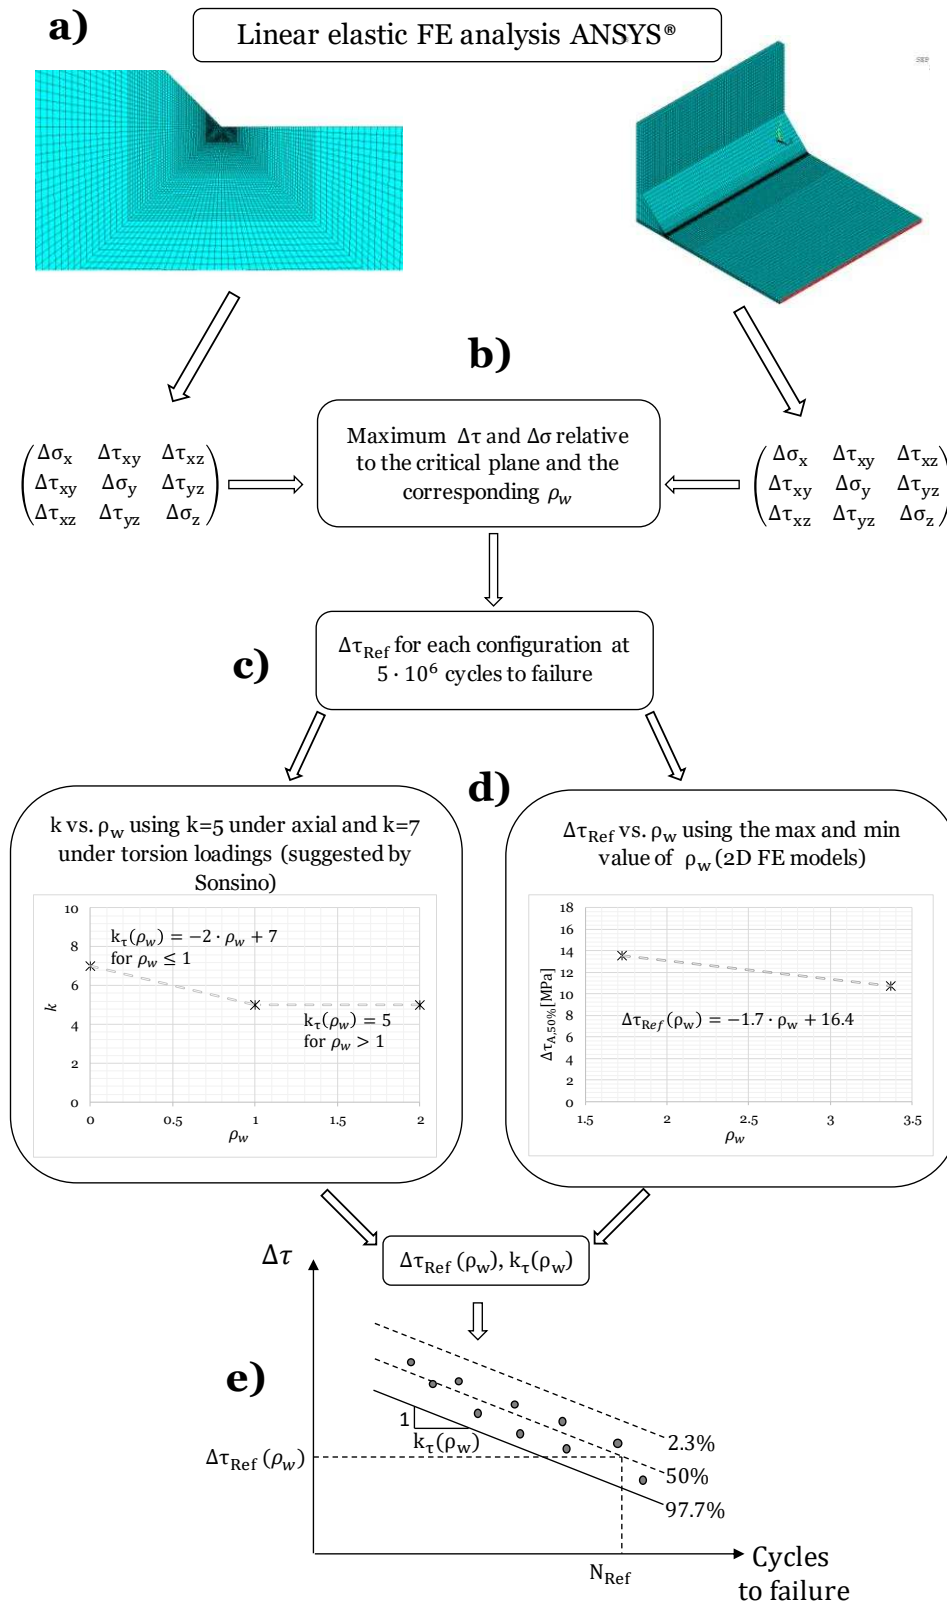 a)
Linear elastic FE analysis ANSYS®
b)
Δσx Δτxy Δτxz
Δτxy Δσy Δτyz
Δτxz Δτyz Δσz
Maximum Δτ and Δσ relative
to the critical plane and the
corresponding ρw
Δσx Δτxy Δτxz
Δτxy Δσy Δτyz
Δτxz Δτyz Δσz
c)
ΔτRef for each configuration at
5 · 10⁶ cycles to failure
d)
k vs. ρw using k=5 under axial and k=7
under torsion loadings (suggested by
Sonsino)
10
8
6
4
2
0
k
kτ(ρw) = −2 · ρw + 7
for ρw ≤ 1
kτ(ρw) = 5
for ρw > 1
0 0.5 1 1.5 2
ρw
ΔτRef vs. ρw using the max and min
value of ρw (2D FE models)
18
16
14
12
10
8
6
4
2
0
ΔτA,50% [MPa]
ΔτRef(ρw) = −1.7 · ρw + 16.4
1.5 2 2.5 3 3.5
ρw
ΔτRef(ρw), kτ(ρw)
Δτ
e)
1
kτ(ρw)
2.3%
50%
97.7%
ΔτRef(ρw)
NRef
Cycles
to failure